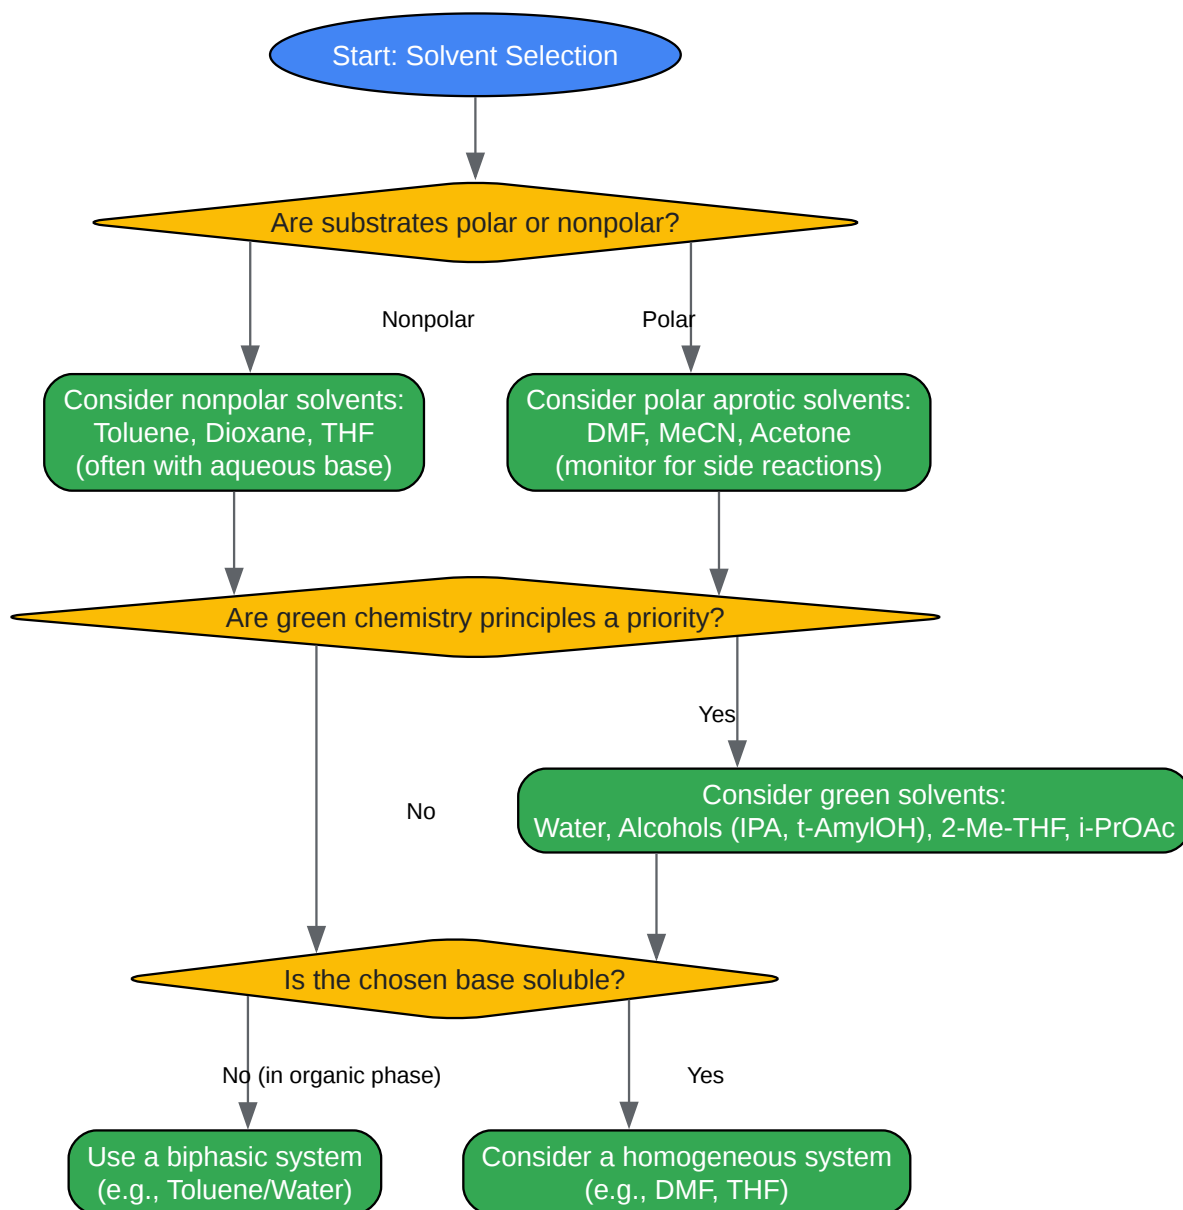 Start: Solvent Selection
Are substrates polar or nonpolar?
Nonpolar
Polar
Consider nonpolar solvents:
Toluene, Dioxane, THF
(often with aqueous base)
Consider polar aprotic solvents:
DMF, MeCN, Acetone
(monitor for side reactions)
Are green chemistry principles a priority?
Yes
No
Consider green solvents:
Water, Alcohols (IPA, t-AmylOH), 2-Me-THF, i-PrOAc
Is the chosen base soluble?
No (in organic phase)
Yes
Use a biphasic system
(e.g., Toluene/Water)
Consider a homogeneous system
(e.g., DMF, THF)